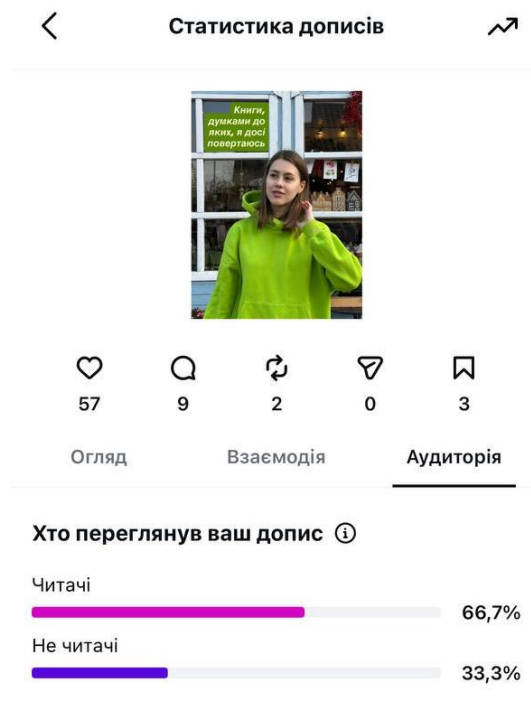 Статистика дописів
Книги,
думками до
яких, я досі
повертаюсь
57
9
2
0
3
Огляд
Взаємодія
Аудиторія
Хто переглянув ваш допис
Читачі
66,7%
Не читачі
33,3%